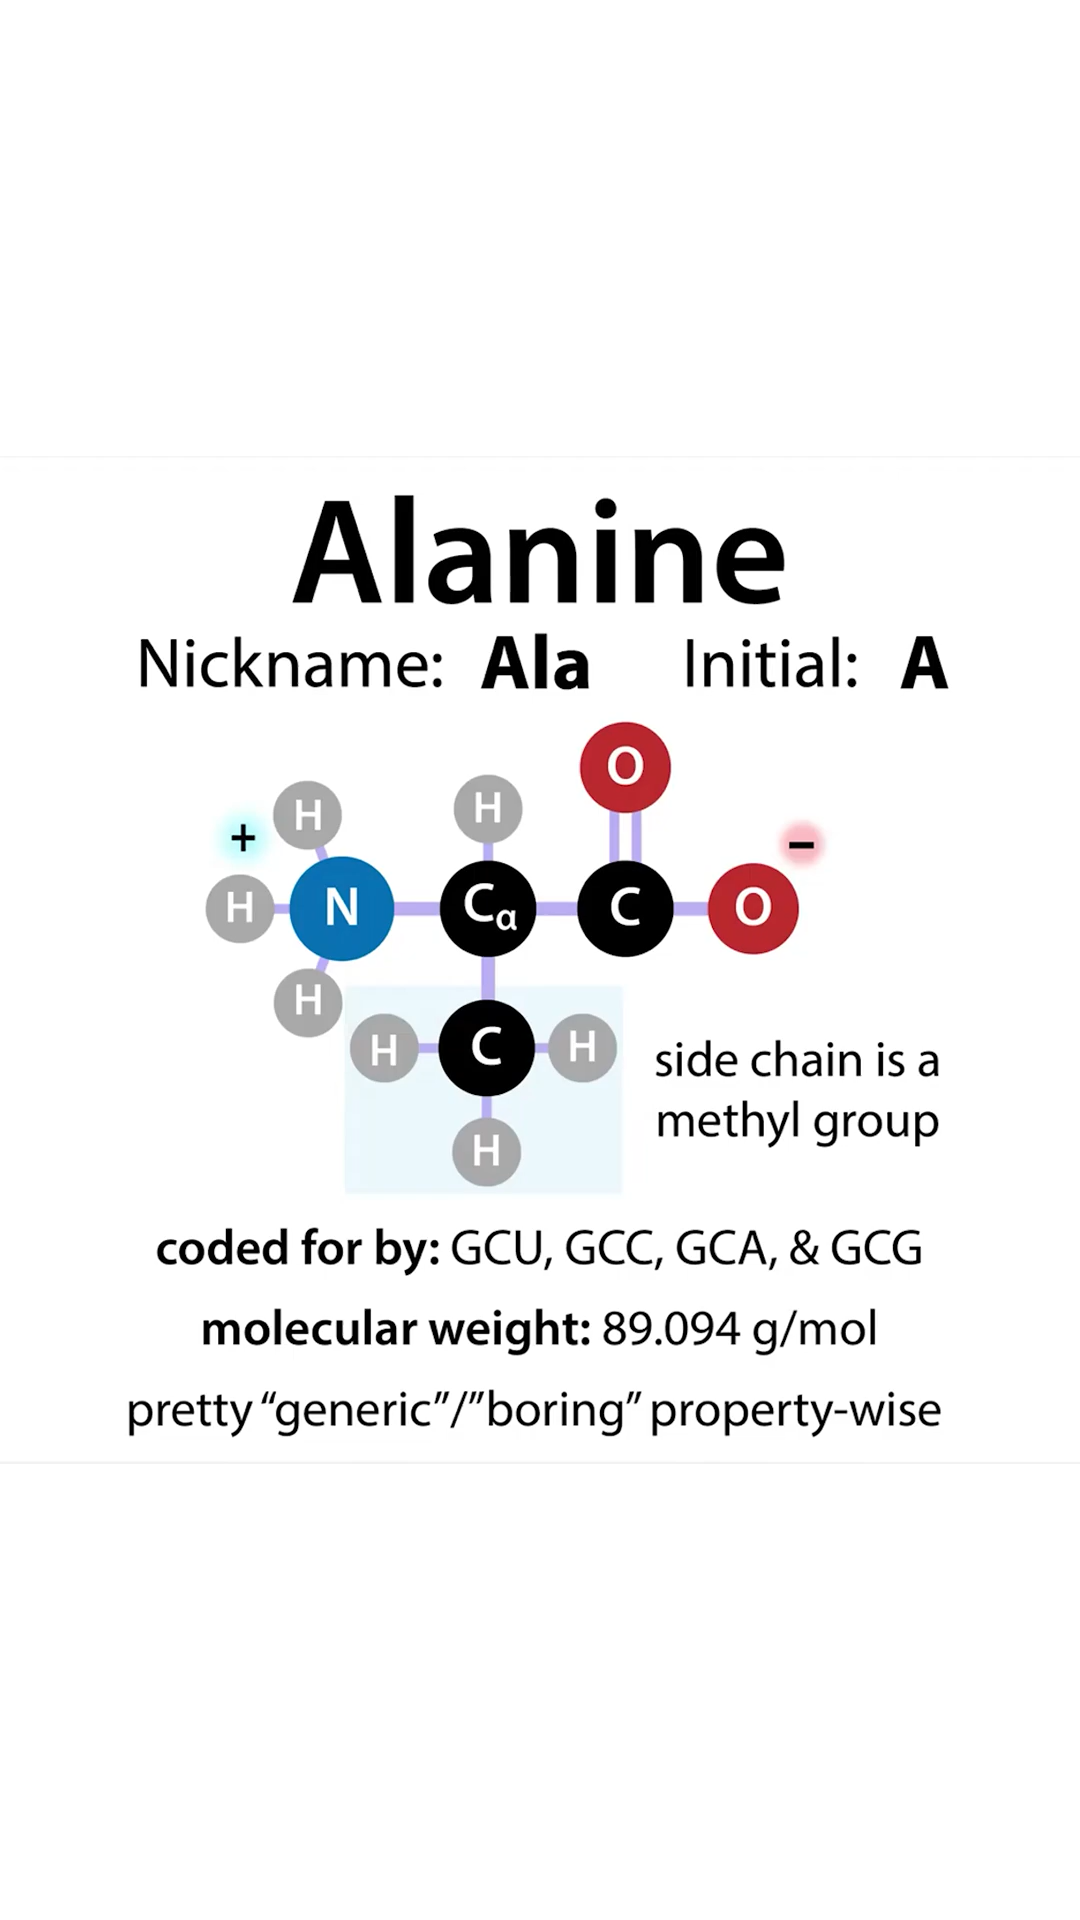 Alanine
Nickname: Ala Initial: A
O
H H
+ −
H N Cα C O
H
H C H
side chain is a
methyl group
H
coded for by: GCU, GCC, GCA, & GCG
molecular weight: 89.094 g/mol
pretty “generic”/”boring” property-wise